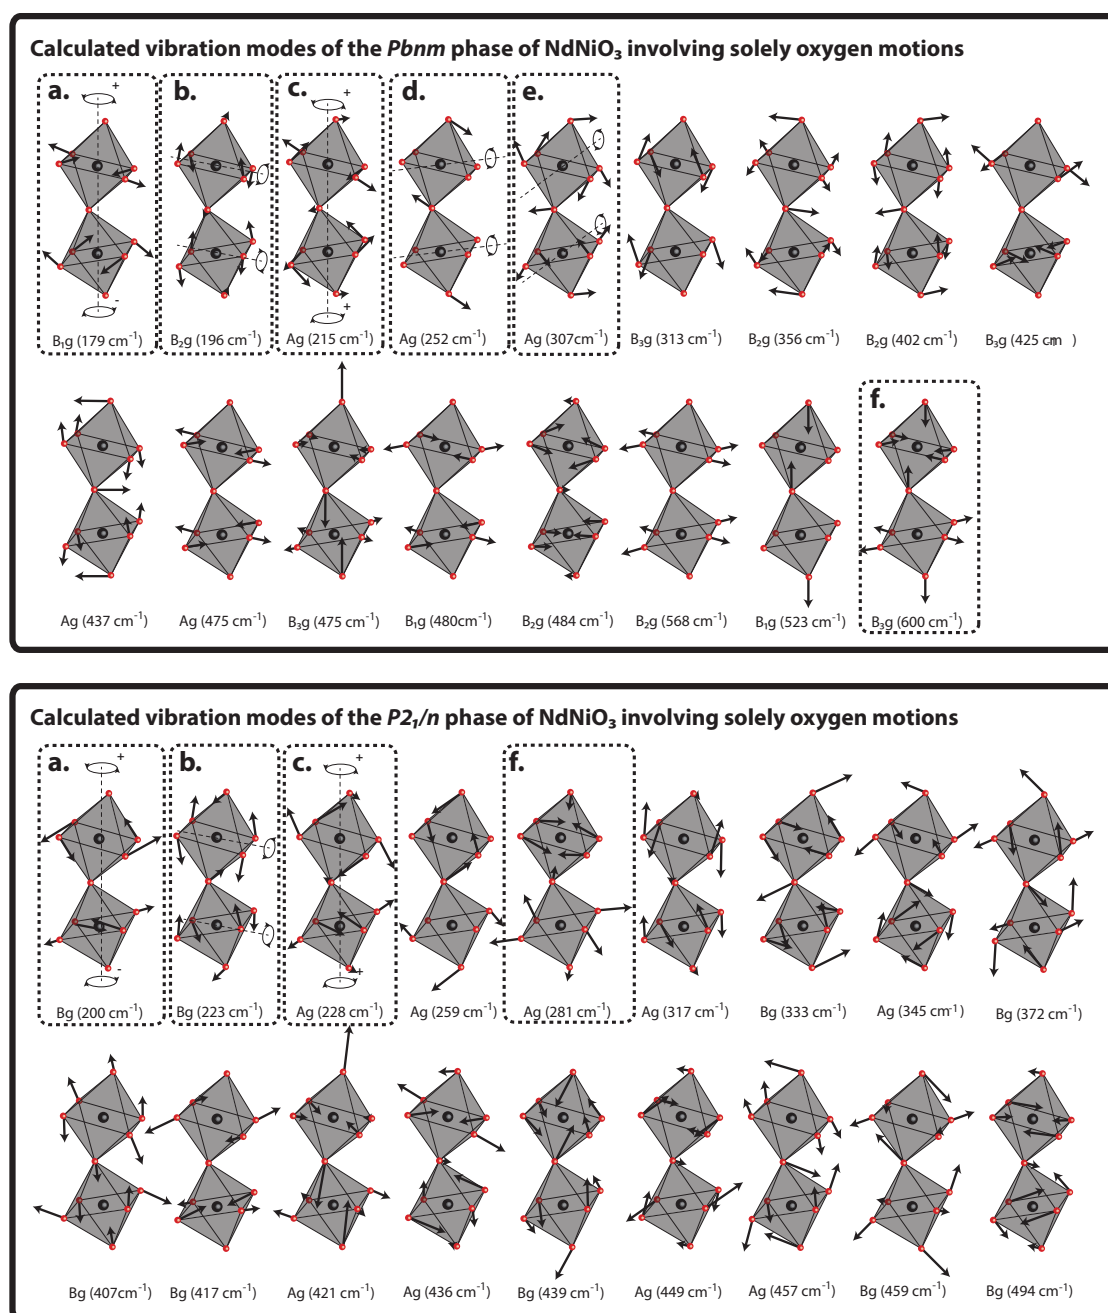 Calculated vibration modes of the Pbnm phase of NdNiO₃ involving solely oxygen motions
a. b. c. d. e.
+ +
- +
B₁g (179 cm⁻¹) B₂g (196 cm⁻¹) Ag (215 cm⁻¹) Ag (252 cm⁻¹) Ag (307cm⁻¹) B₃g (313 cm⁻¹) B₂g (356 cm⁻¹) B₂g (402 cm⁻¹) B₃g (425 cm )
f.
Ag (437 cm⁻¹) Ag (475 cm⁻¹) B₃g (475 cm⁻¹) B₁g (480cm⁻¹) B₂g (484 cm⁻¹) B₂g (568 cm⁻¹) B₁g (523 cm⁻¹) B₃g (600 cm⁻¹)
Calculated vibration modes of the P2₁/n phase of NdNiO₃ involving solely oxygen motions
a. b. c. f.
+ +
- +
Bg (200 cm⁻¹) Bg (223 cm⁻¹) Ag (228 cm⁻¹) Ag (259 cm⁻¹) Ag (281 cm⁻¹) Ag (317 cm⁻¹) Bg (333 cm⁻¹) Ag (345 cm⁻¹) Bg (372 cm⁻¹)
Bg (407cm⁻¹) Bg (417 cm⁻¹) Ag (421 cm⁻¹) Ag (436 cm⁻¹) Bg (439 cm⁻¹) Ag (449 cm⁻¹) Ag (457 cm⁻¹) Bg (459 cm⁻¹) Bg (494 cm⁻¹)